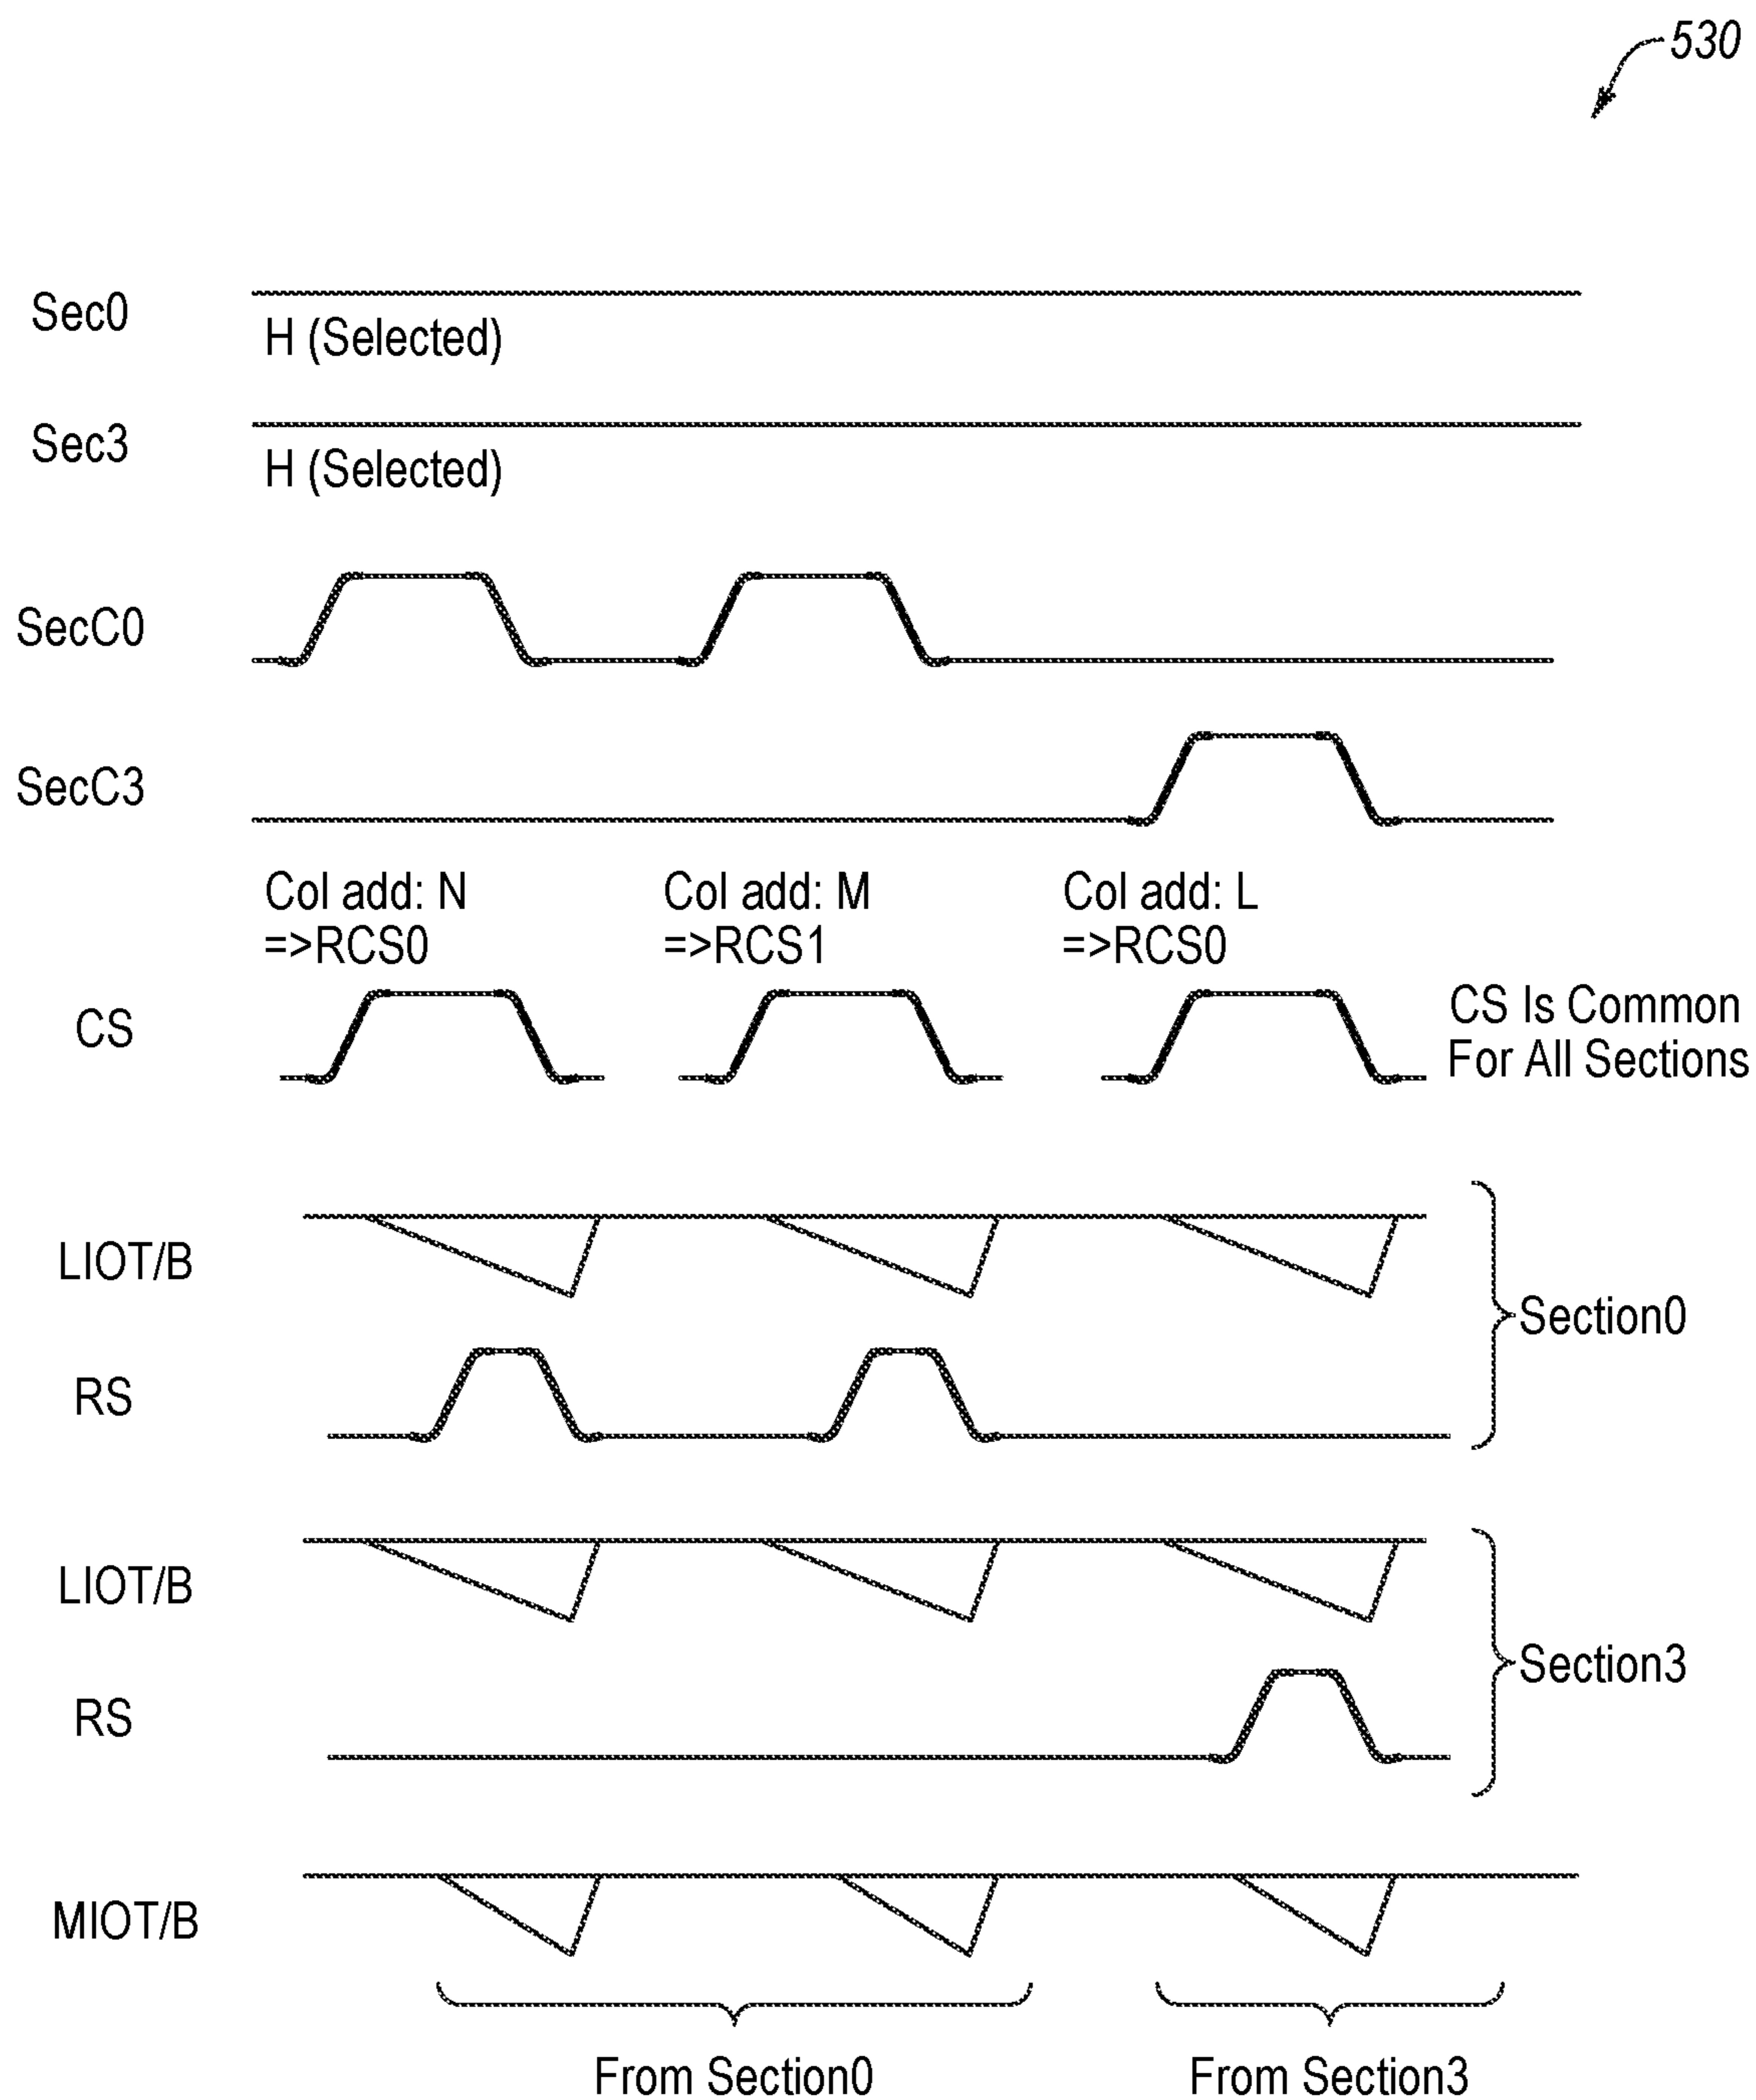 530
Sec0
H (Selected)
Sec3
H (Selected)
SecC0
SecC3
Col add: N
=>RCS0
Col add: M
=>RCS1
Col add: L
=>RCS0
CS
CS Is Common
For All Sections
LIOT/B
RS
Section0
LIOT/B
RS
Section3
MIOT/B
From Section0
From Section3